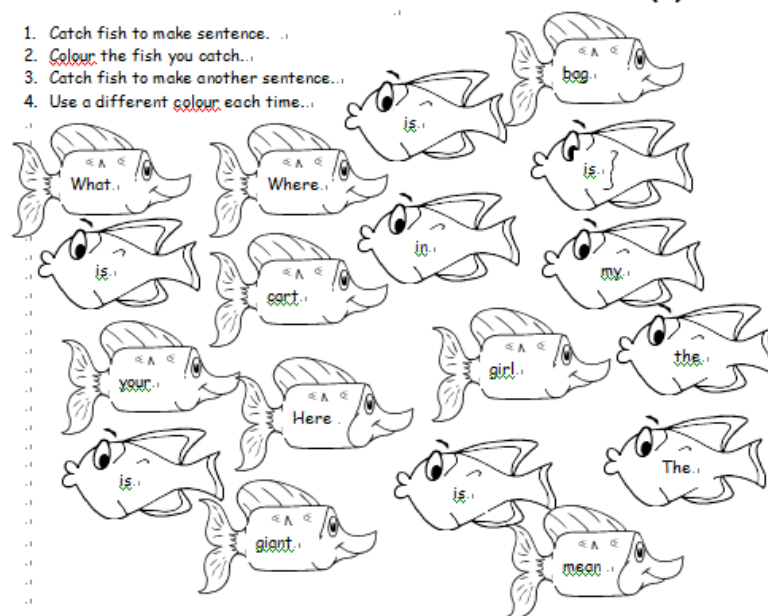 1. Catch fish to make sentence.
2. Colour the fish you catch..
3. Catch fish to make another sentence..
4. Use a different colour each time..
bag.
is.
is.
What.
Where.
in.
is.
my.
cart.
the.
your.
girl.
Here .
The.
is.
is.
giant.
mean .